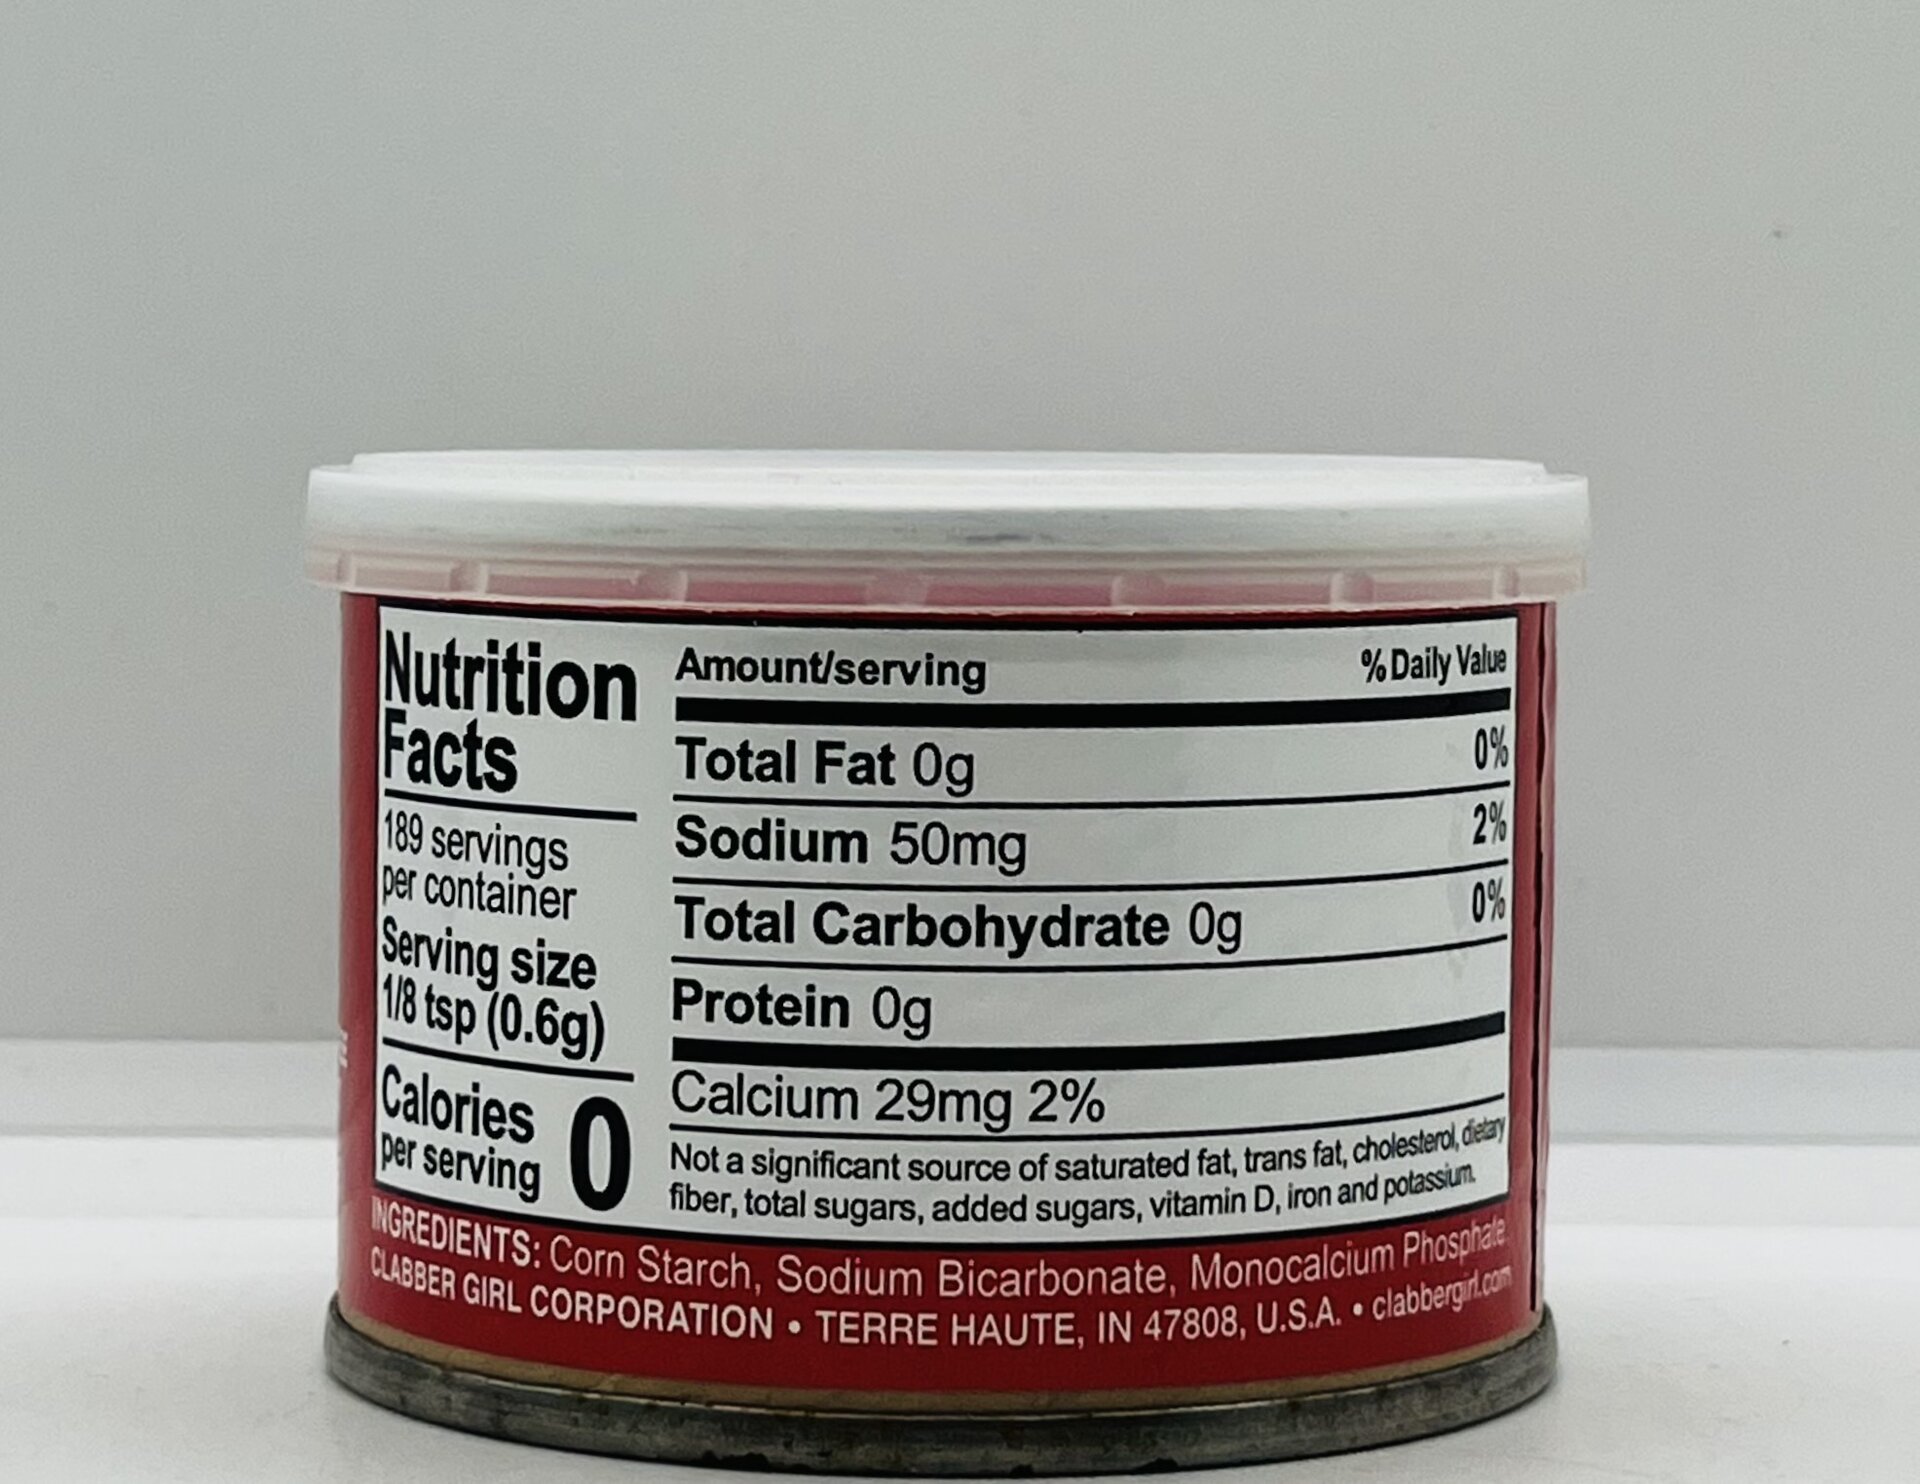 Nutrition
Facts
189 servings
per container
Serving size
1/8 tsp (0.6g)
Calories
per serving
0
Amount/serving % Daily Value
Total Fat 0g 0%
Sodium 50mg 2%
Total Carbohydrate 0g 0%
Protein 0g
Calcium 29mg 2%
Not a significant source of saturated fat, trans fat, cholesterol, dietary
fiber, total sugars, added sugars, vitamin D, iron and potassium.
INGREDIENTS: Corn Starch, Sodium Bicarbonate, Monocalcium Phosphate.
CLABBER GIRL CORPORATION • TERRE HAUTE, IN 47808, U.S.A. • clabbergirl.com